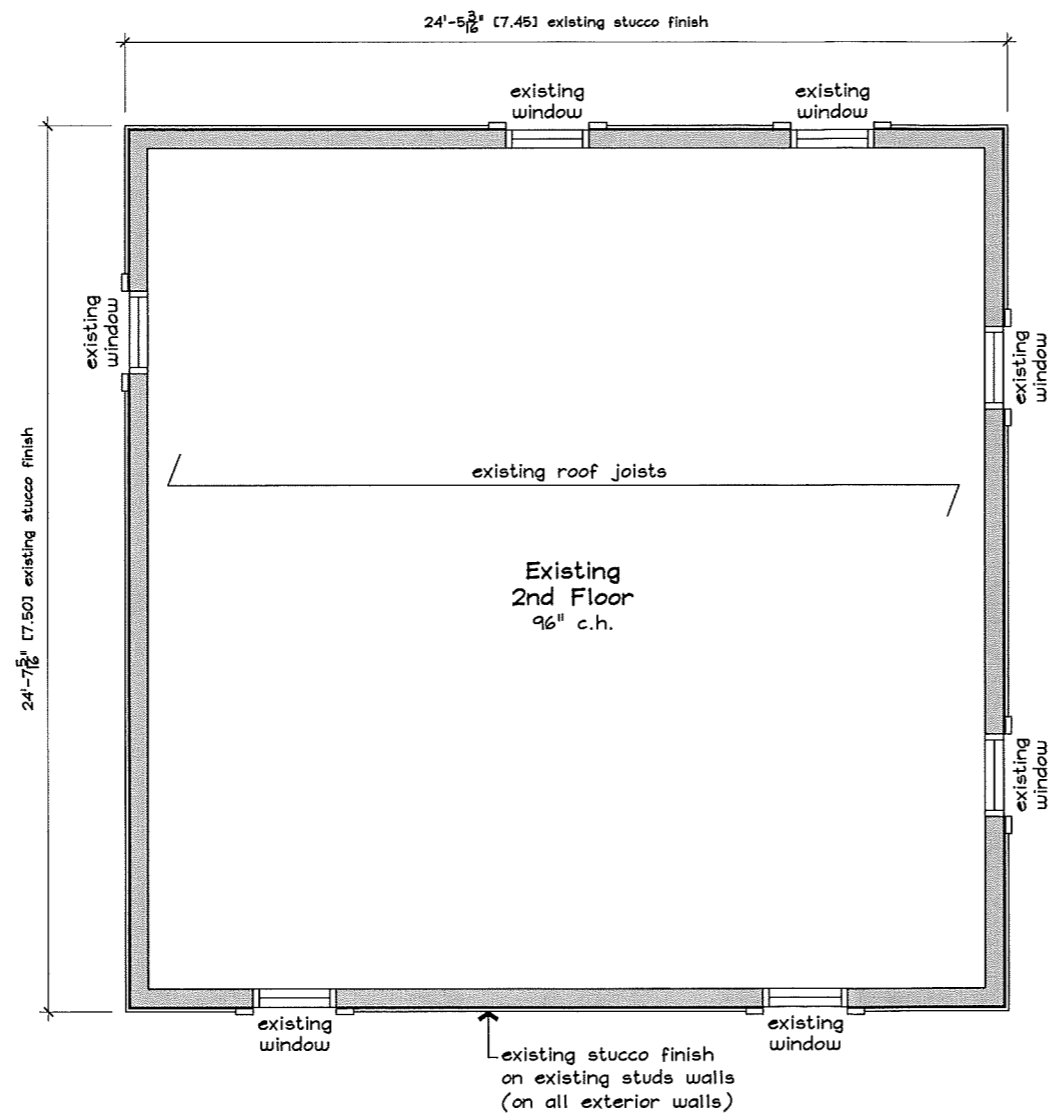 24'-5 3/16" [7.45] existing stucco finish
existing
window
existing
window
existing
window
existing
window
24'-7 5/16" [7.50] existing stucco finish
existing roof joists
Existing
2nd Floor
96" c.h.
existing
window
existing
window
existing
window
existing stucco finish
on existing studs walls
(on all exterior walls)